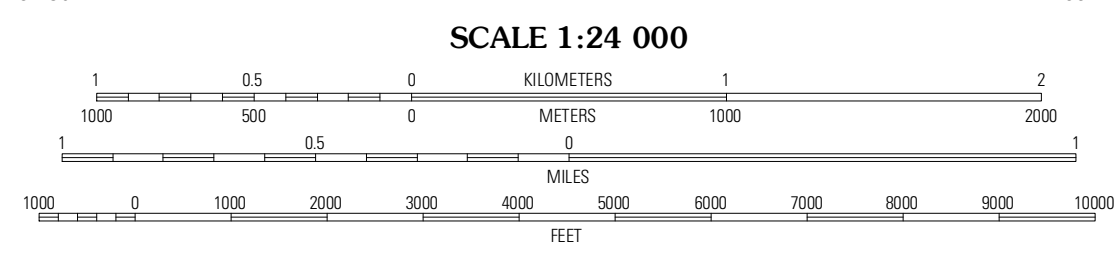 SCALE 1:24 000
1 0.5 0 KILOMETERS 1 2
1000 500 0 METERS 1000 2000
1 0.5 0 1
MILES
1000 0 1000 2000 3000 4000 5000 6000 7000 8000 9000 10000
FEET